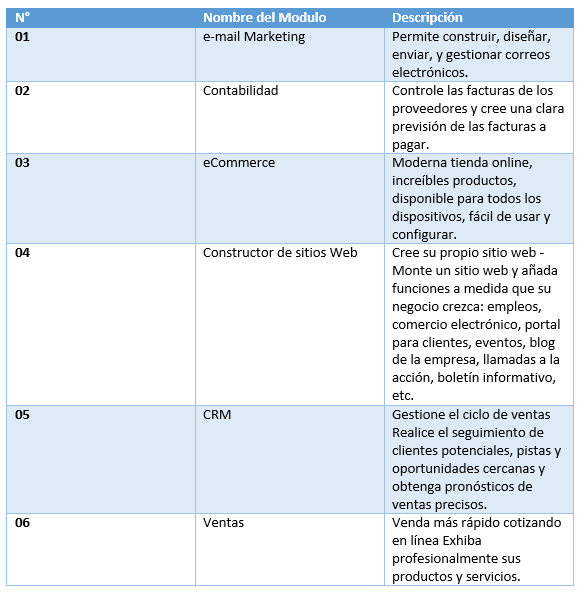 N° Nombre del Modulo Descripción
01 e-mail Marketing Permite construir, diseñar,
enviar, y gestionar correos
electrónicos.
02 Contabilidad Controle las facturas de los
proveedores y cree una clara
previsión de las facturas a
pagar.
03 eCommerce Moderna tienda online,
increíbles productos,
disponible para todos los
dispositivos, fácil de usar y
configurar.
04 Constructor de sitios Web Cree su propio sitio web -
Monte un sitio web y añada
funciones a medida que su
negocio crezca: empleos,
comercio electrónico, portal
para clientes, eventos, blog
de la empresa, llamadas a la
acción, boletín informativo,
etc.
05 CRM Gestione el ciclo de ventas
Realice el seguimiento de
clientes potenciales, pistas y
oportunidades cercanas y
obtenga pronósticos de
ventas precisos.
06 Ventas Venda más rápido cotizando
en línea Exhiba
profesionalmente sus
productos y servicios.